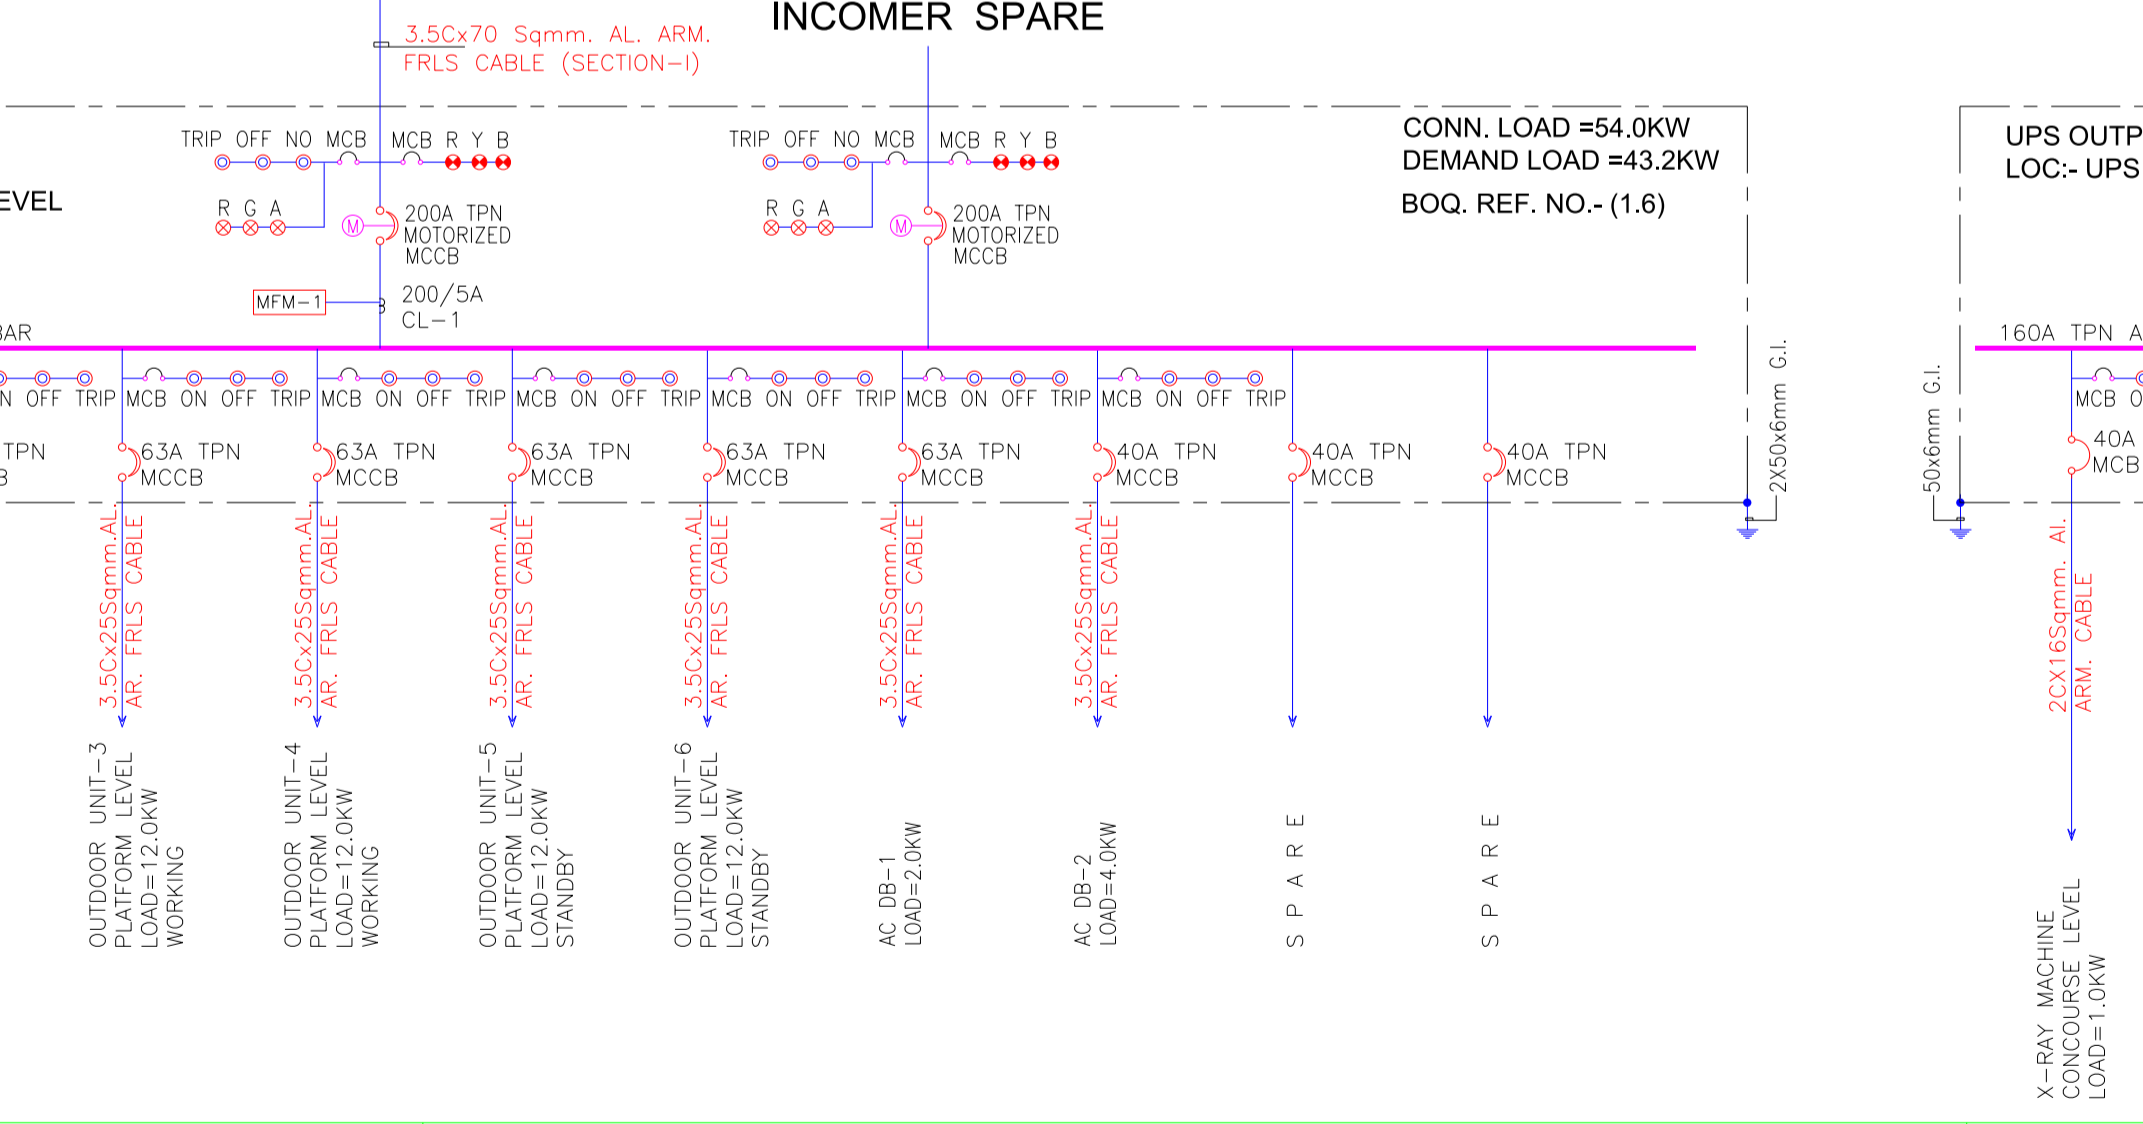 INCOMER SPARE
3.5Cx70 Sqmm. AL. ARM.
FRLS CABLE (SECTION-I)
TRIP OFF NO MCB MCB R Y B
R G A
200A TPN
MOTORIZED
MCCB
MFM-1
200/5A
CL-1
TRIP OFF NO MCB MCB R Y B
R G A
200A TPN
MOTORIZED
MCCB
CONN. LOAD =54.0KW
DEMAND LOAD =43.2KW
BOQ. REF. NO.- (1.6)
UPS OUTP
LOC:- UPS
EVEL
BAR
160A TPN A
N OFF TRIP MCB ON OFF TRIP MCB ON OFF TRIP MCB ON OFF TRIP MCB ON OFF TRIP MCB ON OFF TRIP MCB ON OFF TRIP
MCB O
TPN
B
63A TPN
MCCB
63A TPN
MCCB
63A TPN
MCCB
63A TPN
MCCB
63A TPN
MCCB
40A TPN
MCCB
40A TPN
MCCB
40A TPN
MCCB
2X50x6mm G.I.
50x6mm G.I.
40A
MCB
3.5Cx25Sqmm.AL.
AR. FRLS CABLE
3.5Cx25Sqmm.AL.
AR. FRLS CABLE
3.5Cx25Sqmm.AL.
AR. FRLS CABLE
3.5Cx25Sqmm.AL.
AR. FRLS CABLE
3.5Cx25Sqmm.AL.
AR. FRLS CABLE
3.5Cx25Sqmm.AL.
AR. FRLS CABLE
2CX16Sqmm. Al.
ARM. CABLE
OUTDOOR UNIT-3
PLATFORM LEVEL
LOAD=12.0KW
WORKING
OUTDOOR UNIT-4
PLATFORM LEVEL
LOAD=12.0KW
WORKING
OUTDOOR UNIT-5
PLATFORM LEVEL
LOAD=12.0KW
STANDBY
OUTDOOR UNIT-6
PLATFORM LEVEL
LOAD=12.0KW
STANDBY
AC DB-1
LOAD=2.0KW
AC DB-2
LOAD=4.0KW
S P A R E
S P A R E
X-RAY MACHINE
CONCOURSE LEVEL
LOAD=1.0KW